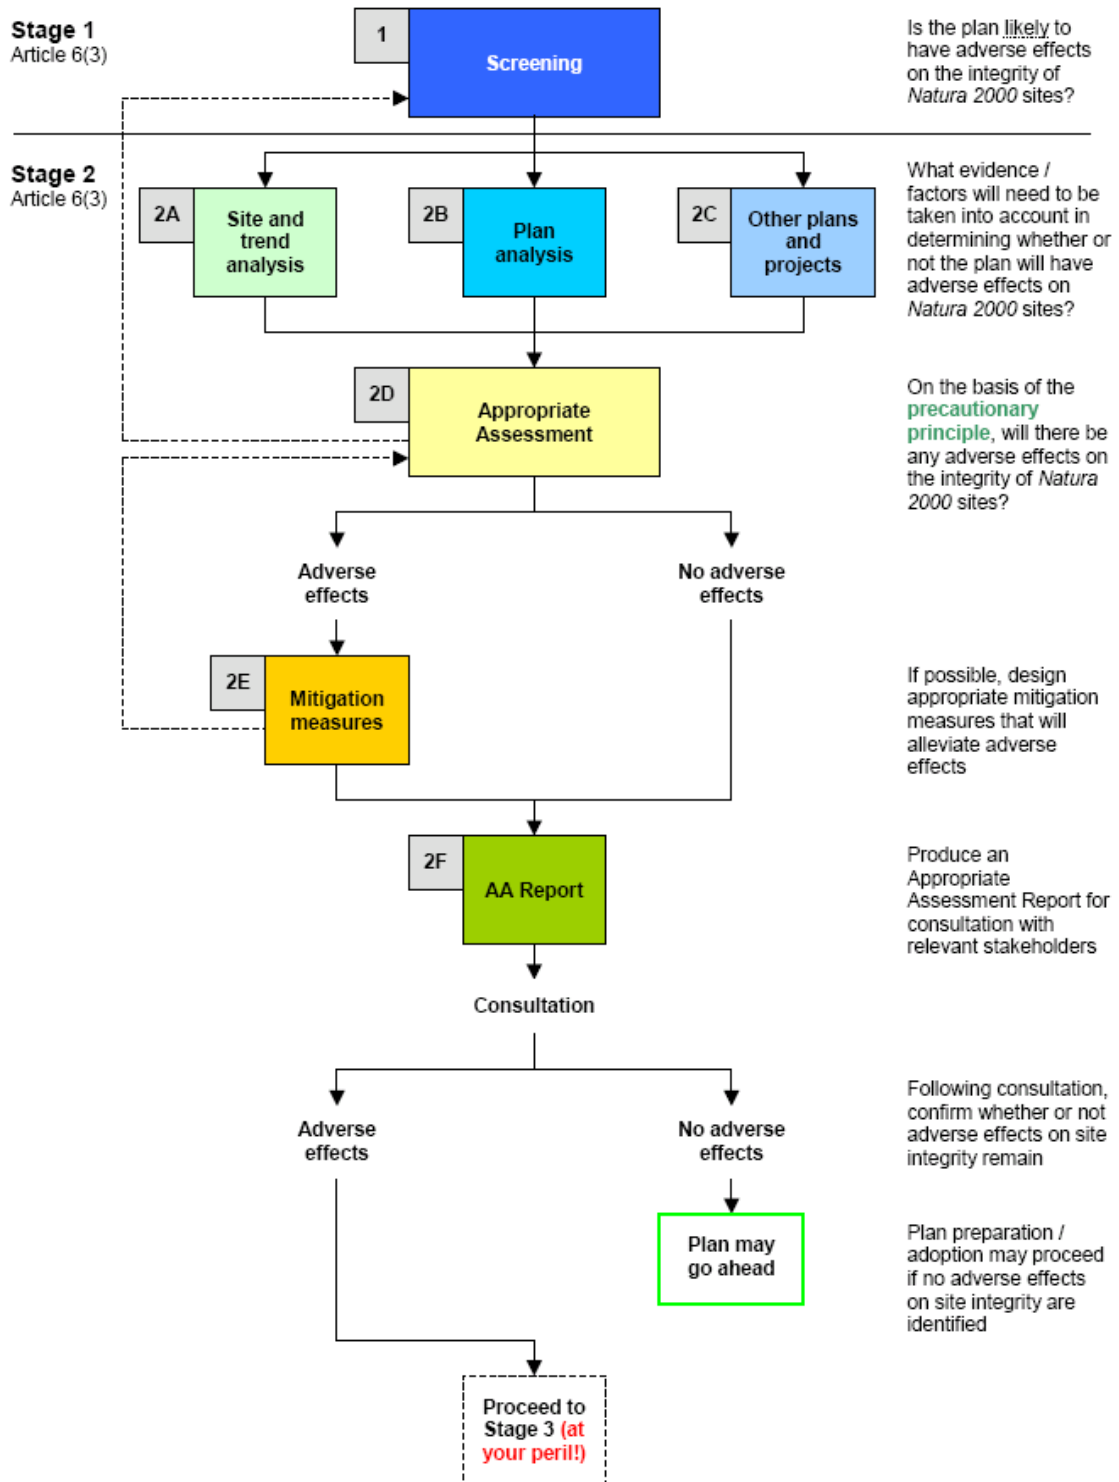 Stage 1
Article 6(3)
1
Screening
Is the plan likely to
have adverse effects
on the integrity of
Natura 2000 sites?
Stage 2
Article 6(3)
2A
Site and
trend
analysis
2B
Plan
analysis
2C
Other plans
and
projects
What evidence /
factors will need to be
taken into account in
determining whether or
not the plan will have
adverse effects on
Natura 2000 sites?
2D
Appropriate
Assessment
On the basis of the
precautionary
principle, will there be
any adverse effects on
the integrity of Natura
2000 sites?
Adverse
effects
No adverse
effects
2E
Mitigation
measures
If possible, design
appropriate mitigation
measures that will
alleviate adverse
effects
2F
AA Report
Produce an
Appropriate
Assessment Report for
consultation with
relevant stakeholders
Consultation
Adverse
effects
No adverse
effects
Following consultation,
confirm whether or not
adverse effects on site
integrity remain
Plan may
go ahead
Plan preparation /
adoption may proceed
if no adverse effects
on site integrity are
identified
Proceed to
Stage 3 (at
your peril!)